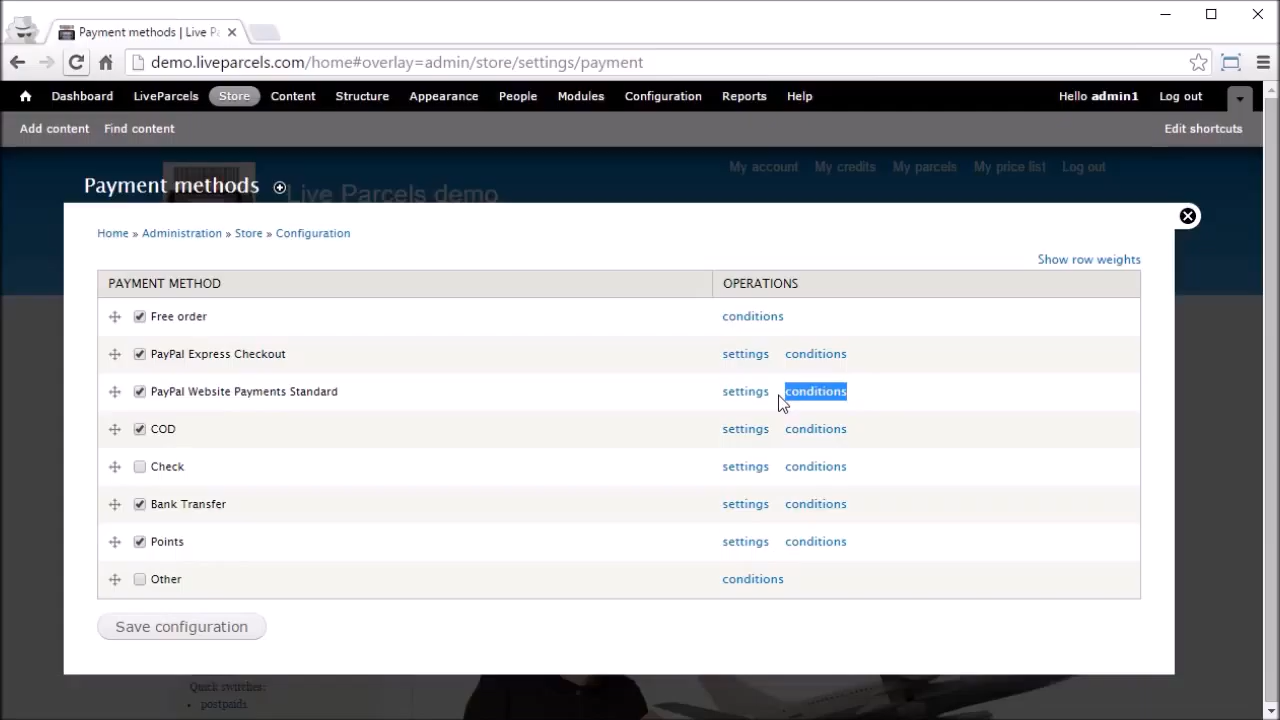 Payment methods | Live Pa
demo.liveparcels.com/home#overlay=admin/store/settings/payment
Dashboard LiveParcels Store Content Structure Appearance People Modules Configuration Reports Help Hello admin1 Log out
Add content Find content Edit shortcuts
My account My credits My parcels My price list Log out
Payment methods
Live Parcels demo
Home » Administration » Store » Configuration
Show row weights
PAYMENT METHOD OPERATIONS
Free order conditions
PayPal Express Checkout settings conditions
PayPal Website Payments Standard settings conditions
COD settings conditions
Check settings conditions
Bank Transfer settings conditions
Points settings conditions
Other conditions
Save configuration
Quick switches:
postpaids